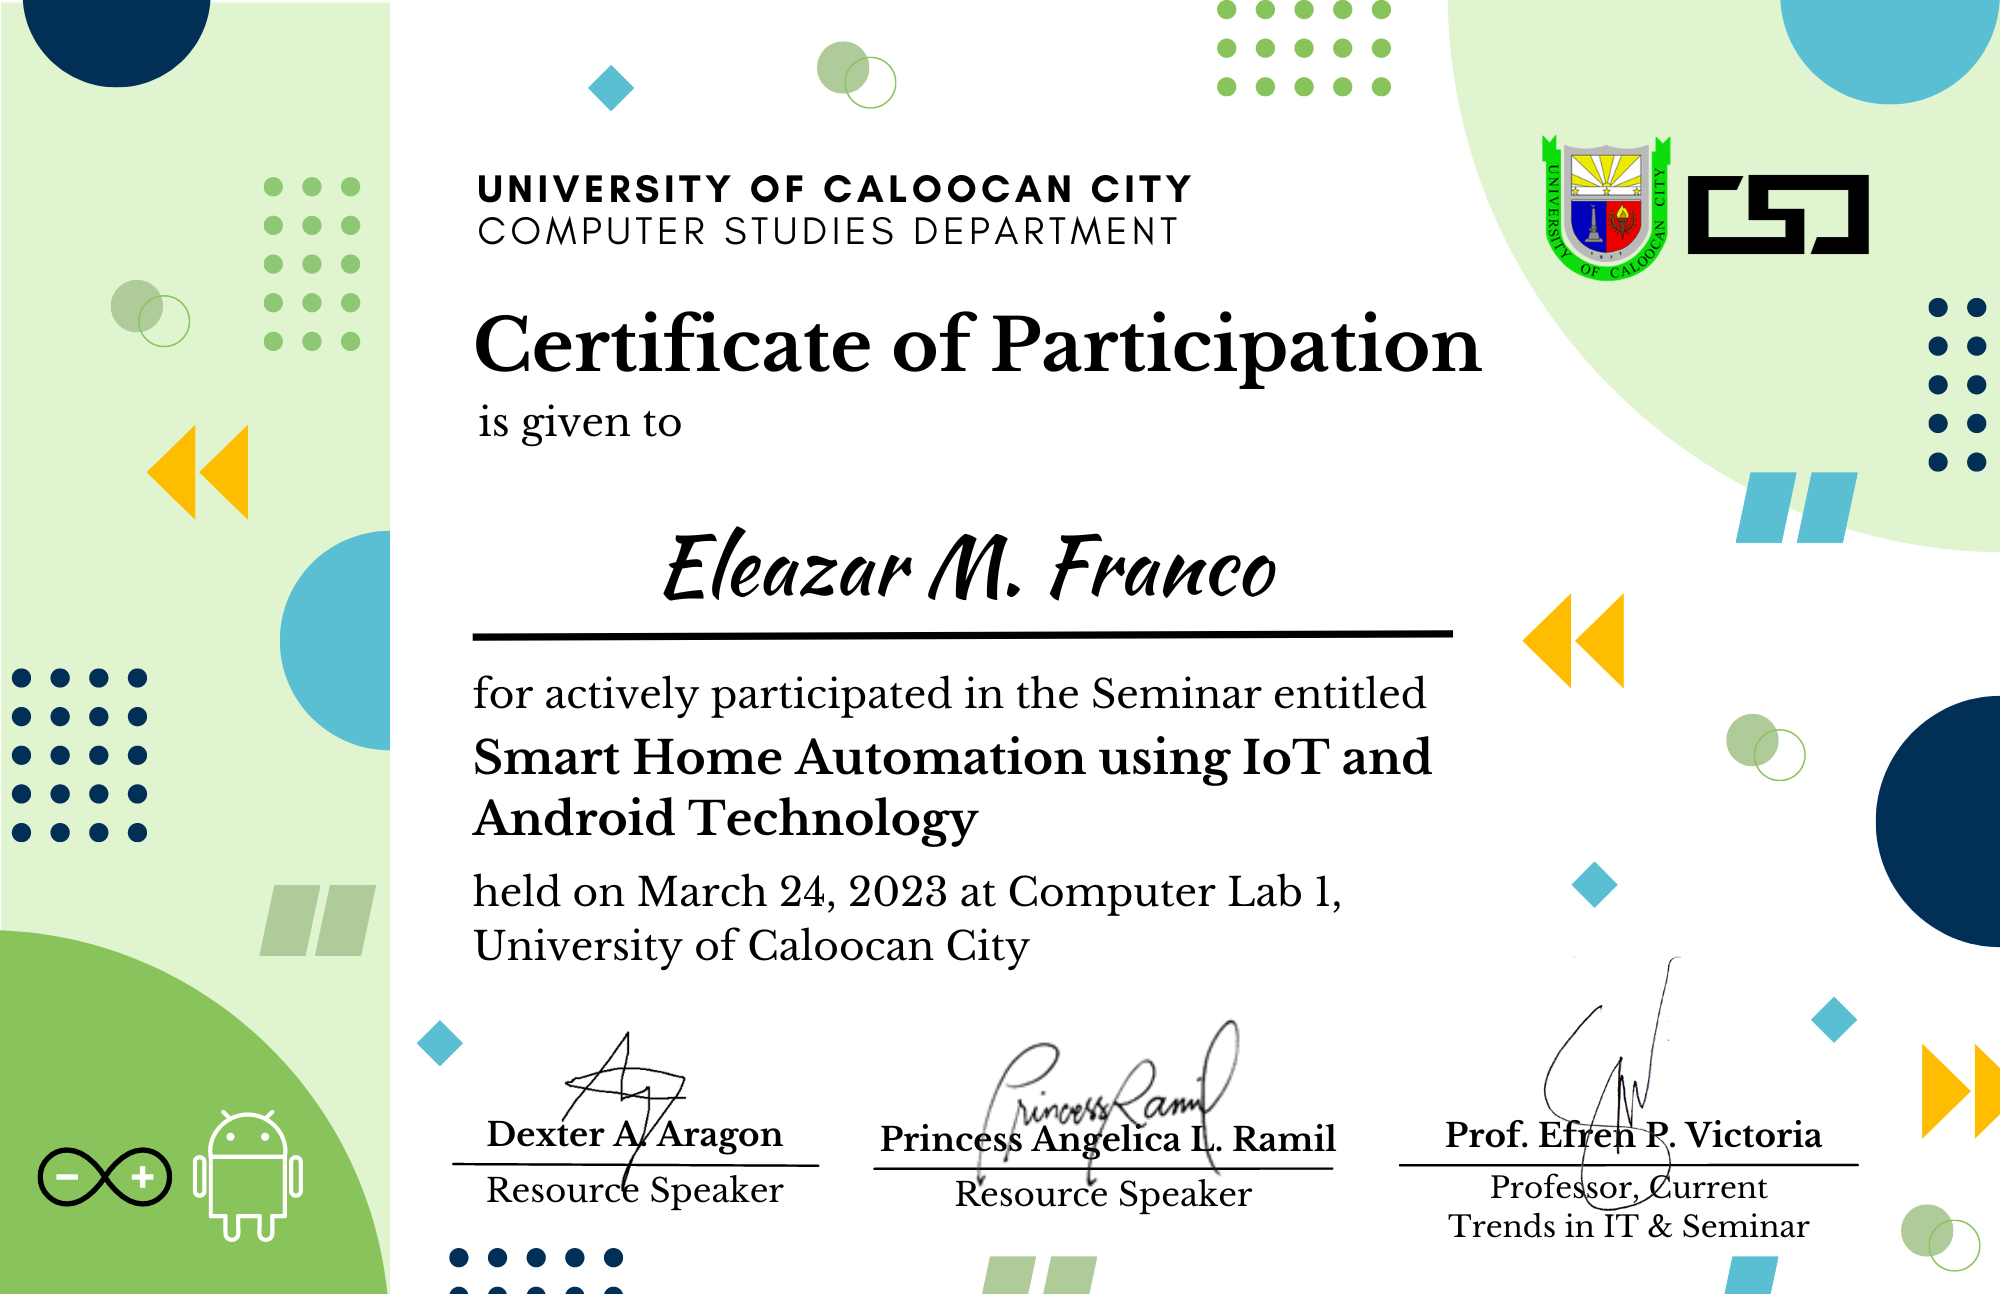 UNIVERSITY OF CALOOCAN CITY
COMPUTER STUDIES DEPARTMENT
UNIVERSITY OF CALOOCAN CITY
1971
CSD
Certificate of Participation
is given to
Eleazar M. Franco
for actively participated in the Seminar entitled
Smart Home Automation using IoT and
Android Technology
held on March 24, 2023 at Computer Lab 1,
University of Caloocan City
Princess Ramil
Dexter A. Aragon
Resource Speaker
Princess Angelica L. Ramil
Resource Speaker
Prof. Efren P. Victoria
Professor, Current
Trends in IT & Seminar